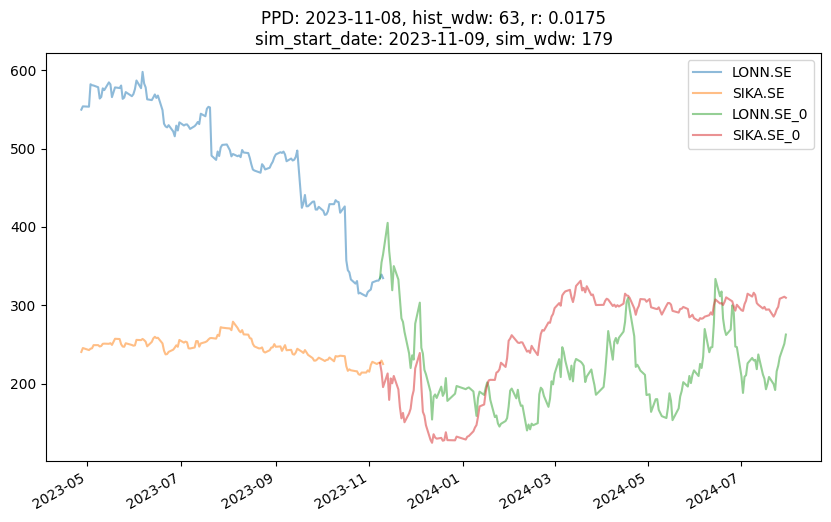 PPD: 2023-11-08, hist_wdw: 63, r: 0.0175
sim_start_date: 2023-11-09, sim_wdw: 179
LONN.SE
SIKA.SE
LONN.SE_0
SIKA.SE_0
600
500
400
300
200
2023-05
2023-07
2023-09
2023-11
2024-01
2024-03
2024-05
2024-07